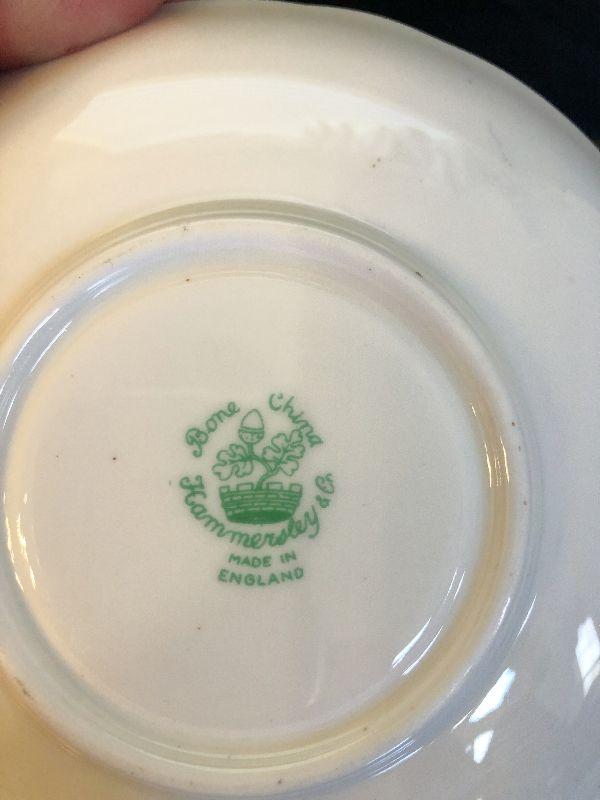 Bone China
Hammersley & Co
MADE IN
ENGLAND